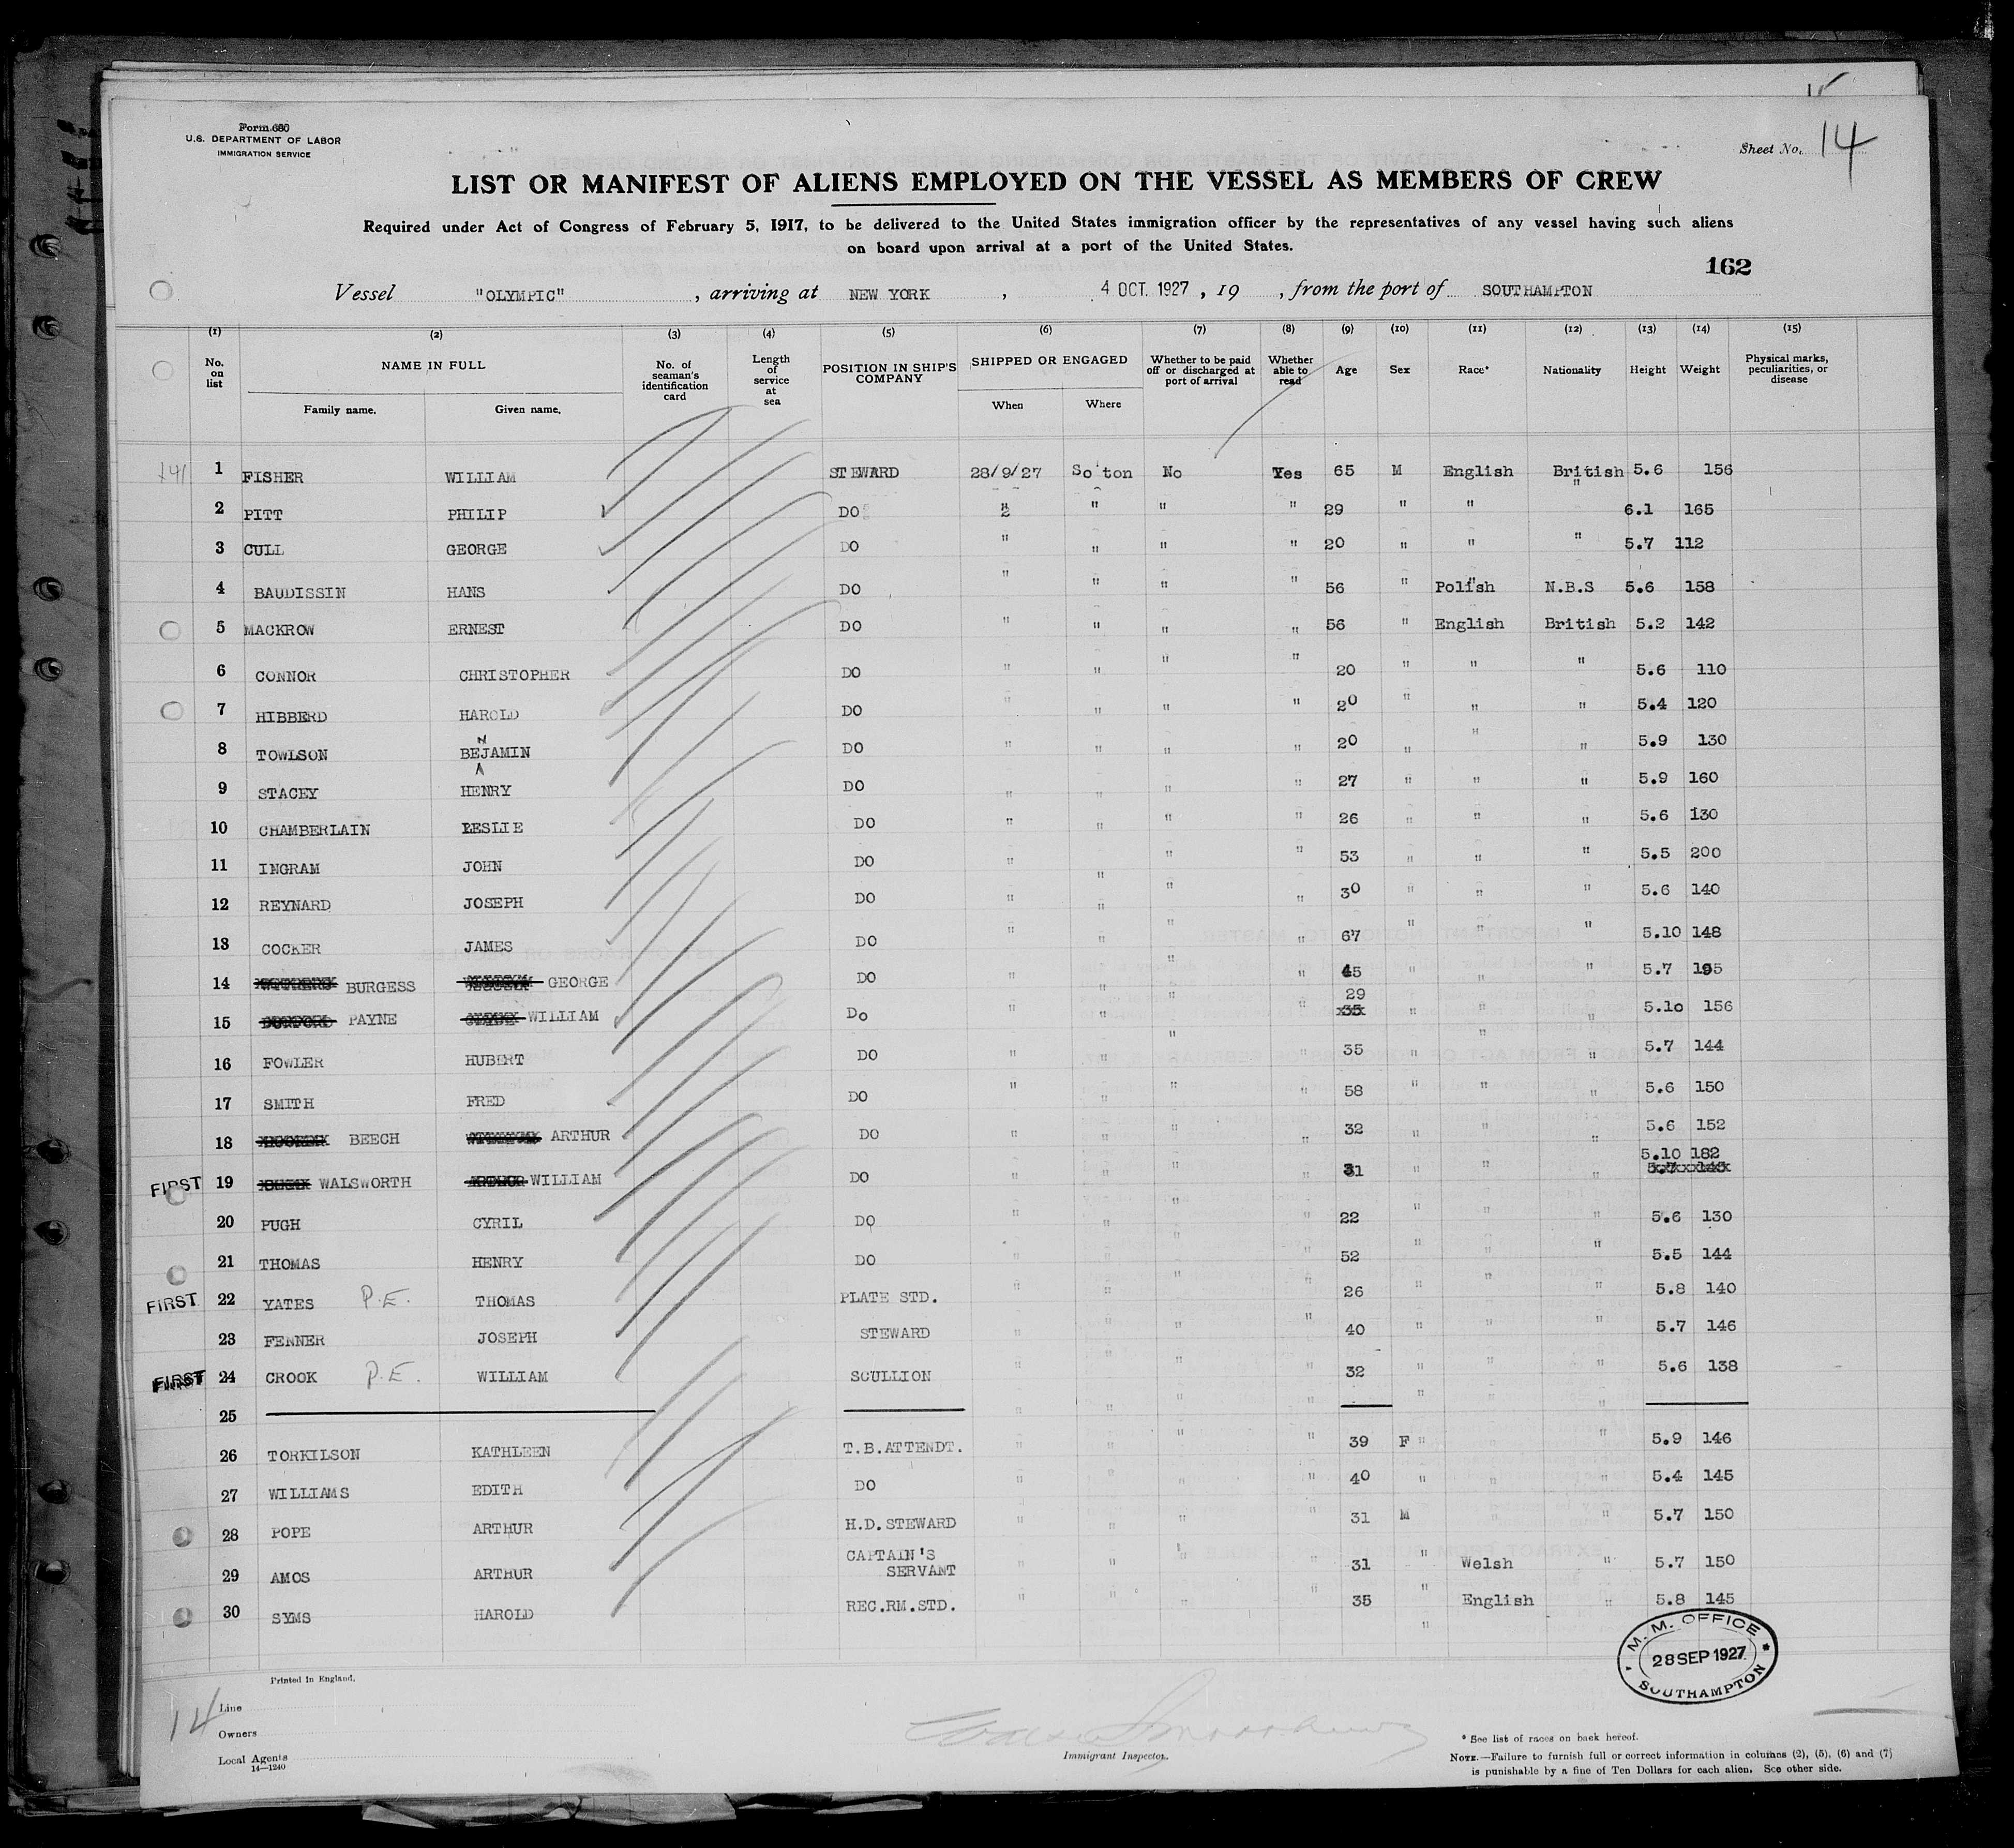 Form 680
U.S. DEPARTMENT OF LABOR
IMMIGRATION SERVICE
Sheet No. 14
LIST OR MANIFEST OF ALIENS EMPLOYED ON THE VESSEL AS MEMBERS OF CREW
Required under Act of Congress of February 5, 1917, to be delivered to the United States immigration officer by the representatives of any vessel having such aliens
on board upon arrival at a port of the United States.
162
Vessel "OLYMPIC", arriving at NEW YORK, 4 OCT. 1927, 19 , from the port of SOUTHAMPTON
(1) (2) (3) (4) (5) (6) (7) (8) (9) (10) (11) (12) (13) (14) (15)
No. on list NAME IN FULL Family name. Given name. No. of seaman's identification card Length of service at sea POSITION IN SHIP'S COMPANY SHIPPED OR ENGAGED When Where Whether to be paid off or discharged at port of arrival Whether able to read Age Sex Race* Nationality Height Weight Physical marks, peculiarities, or disease
1 FISHER WILLIAM STEWARD 28/9/27 So'ton No Yes 65 M English British 5.6 156
2 PITT PHILIP DO " " " " 29 " " " 6.1 165
3 CULL GEORGE DO " " " " 20 " " " 5.7 112
4 BAUDISSIN HANS DO " " " " 56 " Polish N.B.S 5.6 158
5 MACKROW ERNEST DO " " " " 56 " English British 5.2 142
6 CONNOR CHRISTOPHER DO " " " " 20 " " " 5.6 110
7 HIBBERD HAROLD DO " " " " 20 " " " 5.4 120
8 TOWLSON BENJAMIN DO " " " " 20 " " " 5.9 130
9 STACEY HENRY DO " " " " 27 " " " 5.9 160
10 CHAMBERLAIN LESLIE DO " " " " 26 " " " 5.6 130
11 INGRAM JOHN DO " " " " 53 " " " 5.5 200
12 REYNARD JOSEPH DO " " " " 30 " " " 5.6 140
13 COCKER JAMES DO " " " " 67 " " " 5.10 148
14 BURGESS GEORGE DO " " " " 45 " " " 5.7 195
15 PAYNE WILLIAM Do " " " " 29 " " " 5.10 156
16 FOWLER HUBERT DO " " " " 35 " " " 5.7 144
17 SMITH FRED DO " " " " 58 " " " 5.6 150
18 BEECH ARTHUR DO " " " " 32 " " " 5.6 152
FIRST 19 WALSWORTH WILLIAM DO " " " " 31 " " " 5.10 182
20 PUGH CYRIL DO " " " " 22 " " " 5.6 130
21 THOMAS HENRY DO " " " " 52 " " " 5.5 144
FIRST 22 YATES P.E. THOMAS PLATE STD. " " " " 26 " " " 5.8 140
23 FENNER JOSEPH STEWARD " " " " 40 " " " 5.7 146
FIRST 24 CROOK P.E. WILLIAM SCULLION " " " " 32 " " " 5.6 138
25
26 TORKILSON KATHLEEN T.B.ATTENDT. " " " " 39 F " " 5.9 146
27 WILLIAMS EDITH DO " " " " 40 " " " 5.4 145
28 POPE ARTHUR H.D.STEWARD " " " " 31 M " " 5.7 150
29 AMOS ARTHUR CAPTAIN'S SERVANT " " " " 31 " Welsh " 5.7 150
30 SYMS HAROLD REC.RM.STD. " " " " 35 " English " 5.8 145
M.M. OFFICE
28 SEP 1927
SOUTHAMPTON
Printed in England.
14
Line
Owners
Local Agents
14—1240
Immigrant Inspector.
* See list of races on back hereof.
NOTE.—Failure to furnish full or correct information in columns (2), (5), (6) and (7)
is punishable by a fine of Ten Dollars for each alien. See other side.